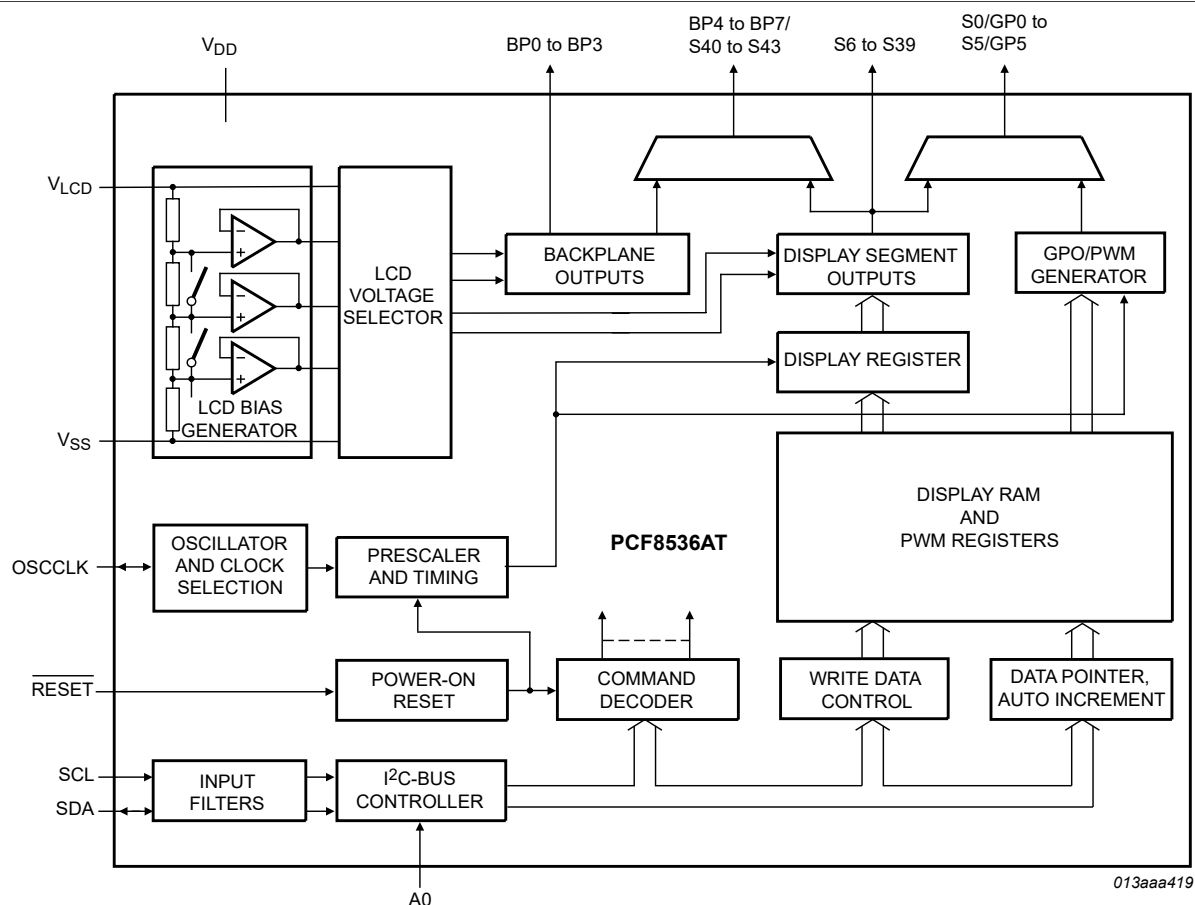 VDD
BP0 to BP3
BP4 to BP7/
S40 to S43
S6 to S39
S0/GP0 to
S5/GP5
VLCD
LCD BIAS
GENERATOR
LCD
VOLTAGE
SELECTOR
BACKPLANE
OUTPUTS
DISPLAY SEGMENT
OUTPUTS
GPO/PWM
GENERATOR
DISPLAY REGISTER
VSS
DISPLAY RAM
AND
PWM REGISTERS
OSCCLK
OSCILLATOR
AND CLOCK
SELECTION
PRESCALER
AND TIMING
PCF8536AT
RESET
POWER-ON
RESET
COMMAND
DECODER
WRITE DATA
CONTROL
DATA POINTER,
AUTO INCREMENT
SCL
SDA
INPUT
FILTERS
I2C-BUS
CONTROLLER
A0
013aaa419